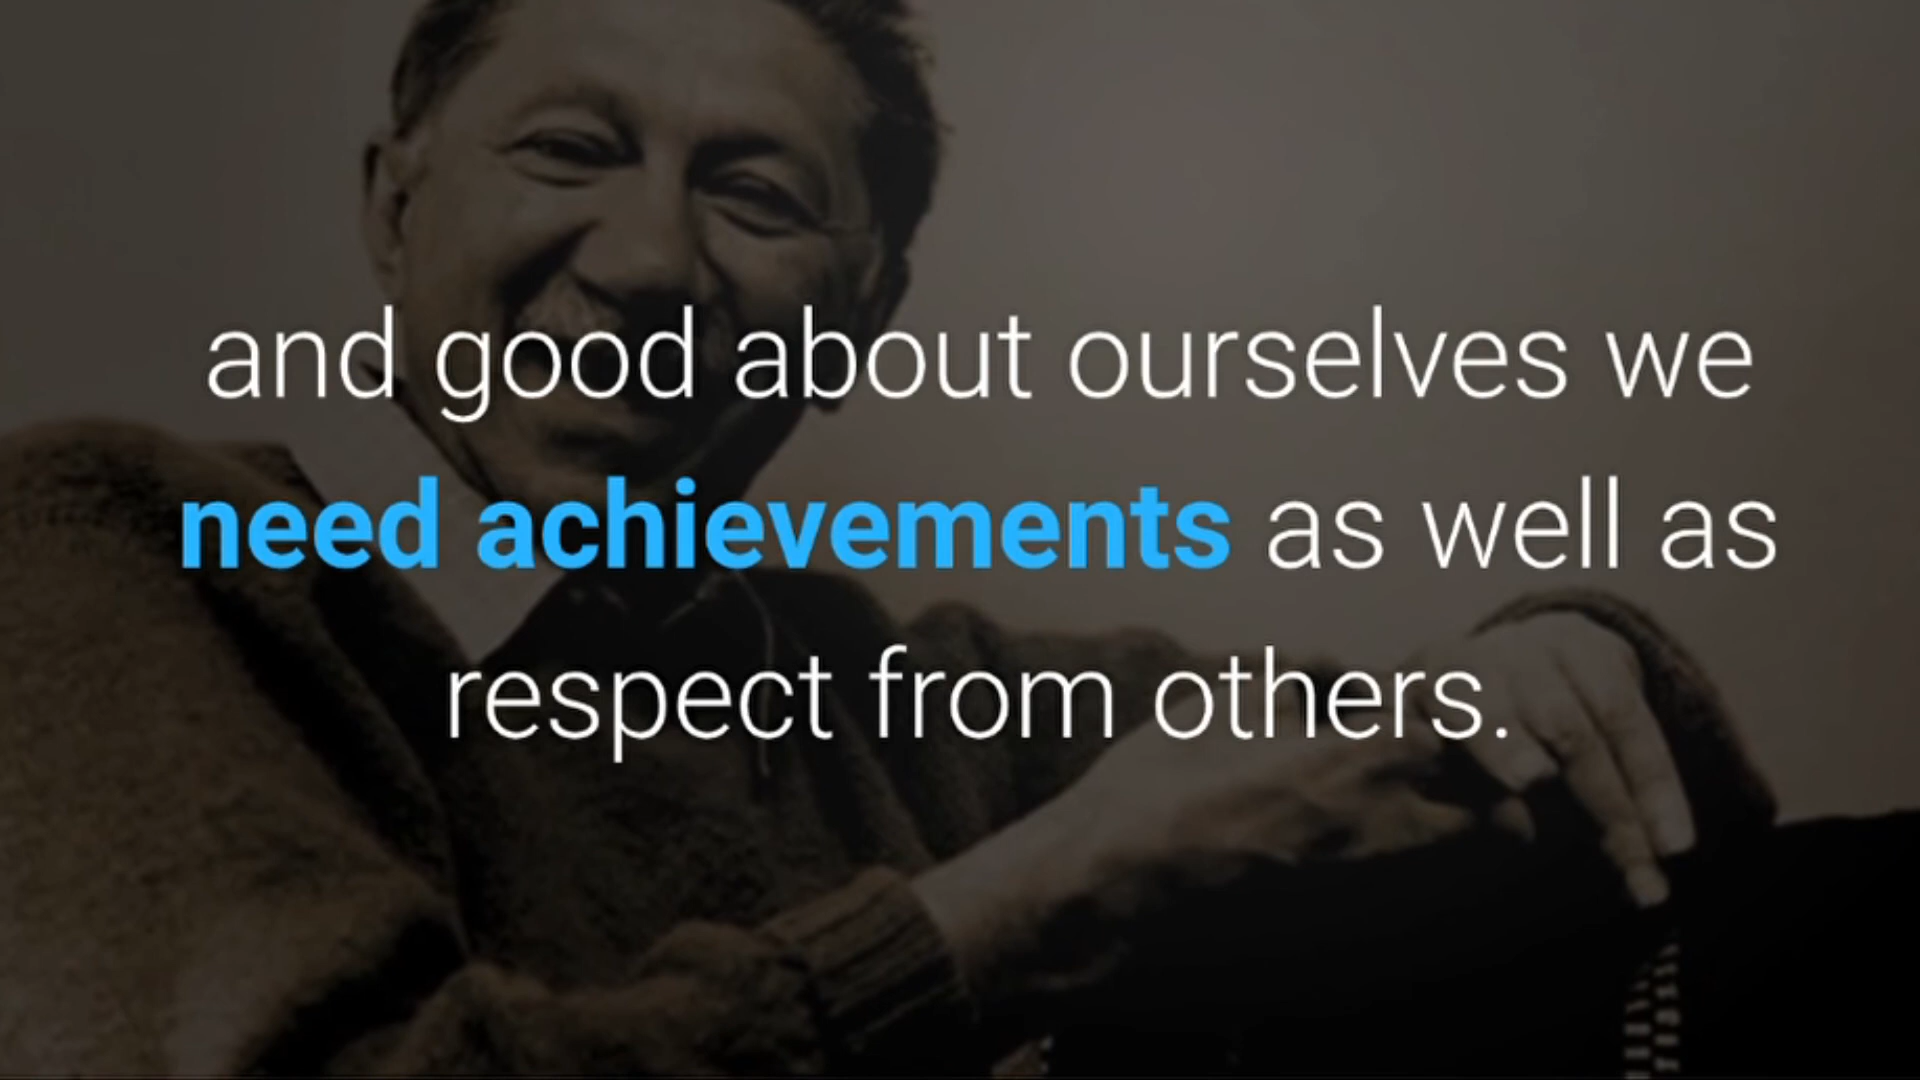 and good about ourselves we
need achievements as well as
respect from others.